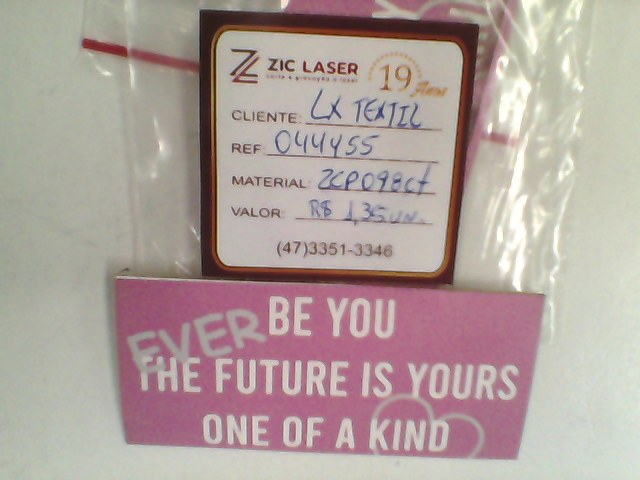 ZIC LASER
corte e gravação a laser
19 Anos
CLIENTE: LX TEXTIL
REF: 044455
MATERIAL: ZCP098ct
VALOR: R$ 1,35 un.
(47)3351-3346
BE YOU
EVER
THE FUTURE IS YOURS
ONE OF A KIND